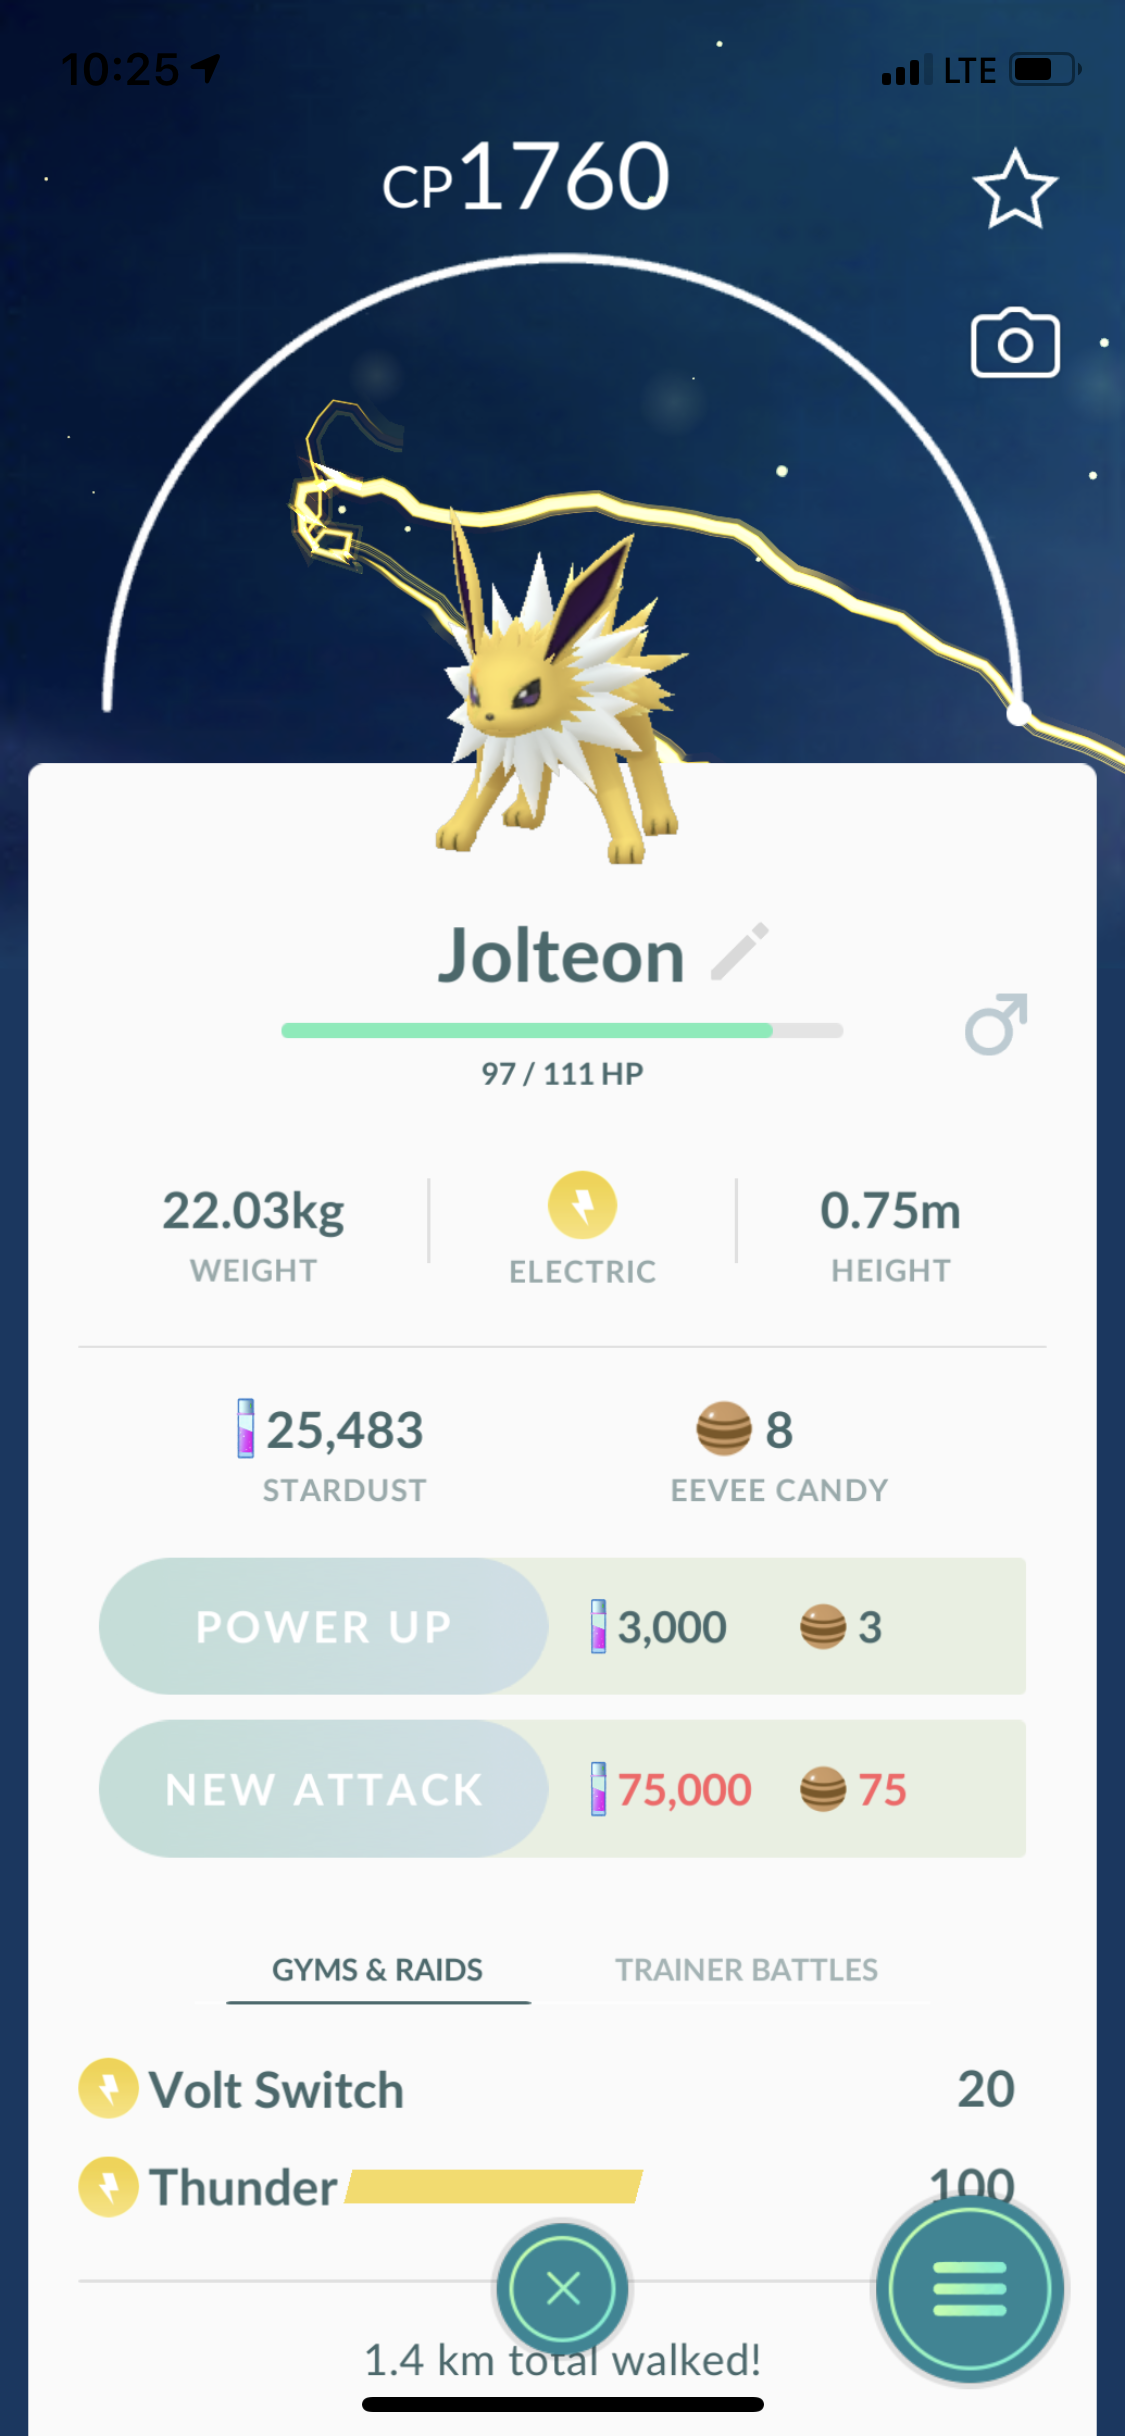 10:25 LTE
CP1760
Jolteon
97 / 111 HP
22.03kg 0.75m
WEIGHT ELECTRIC HEIGHT
25,483 8
STARDUST EEVEE CANDY
POWER UP 3,000 3
NEW ATTACK 75,000 75
GYMS & RAIDS TRAINER BATTLES
Volt Switch 20
Thunder 100
1.4 km total walked!